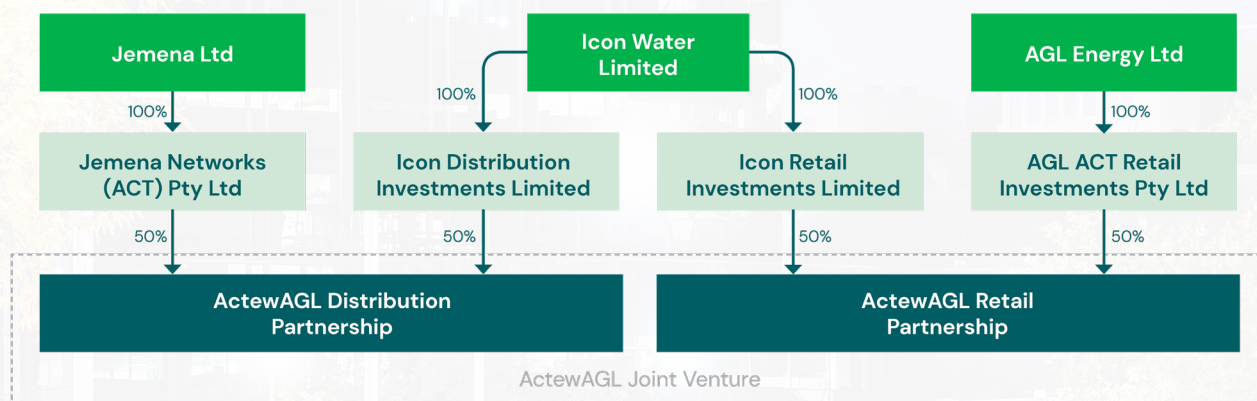 Jemena Ltd
Icon Water
Limited
AGL Energy Ltd
100%
100%
100%
100%
Jemena Networks
(ACT) Pty Ltd
Icon Distribution
Investments Limited
Icon Retail
Investments Limited
AGL ACT Retail
Investments Pty Ltd
50%
50%
50%
50%
ActewAGL Distribution
Partnership
ActewAGL Retail
Partnership
ActewAGL Joint Venture